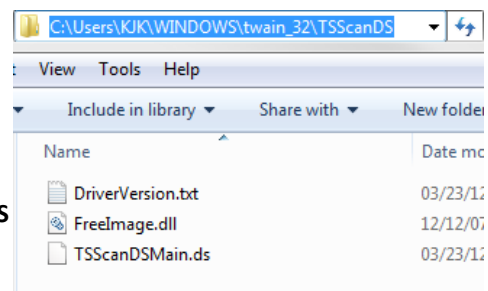 C:\Users\KJK\WINDOWS\twain_32\TSScanDS
View Tools Help
Include in library Share with New folder
Name Date mo
DriverVersion.txt 03/23/12
FreeImage.dll 12/12/07
TSScanDSMain.ds 03/23/12
s